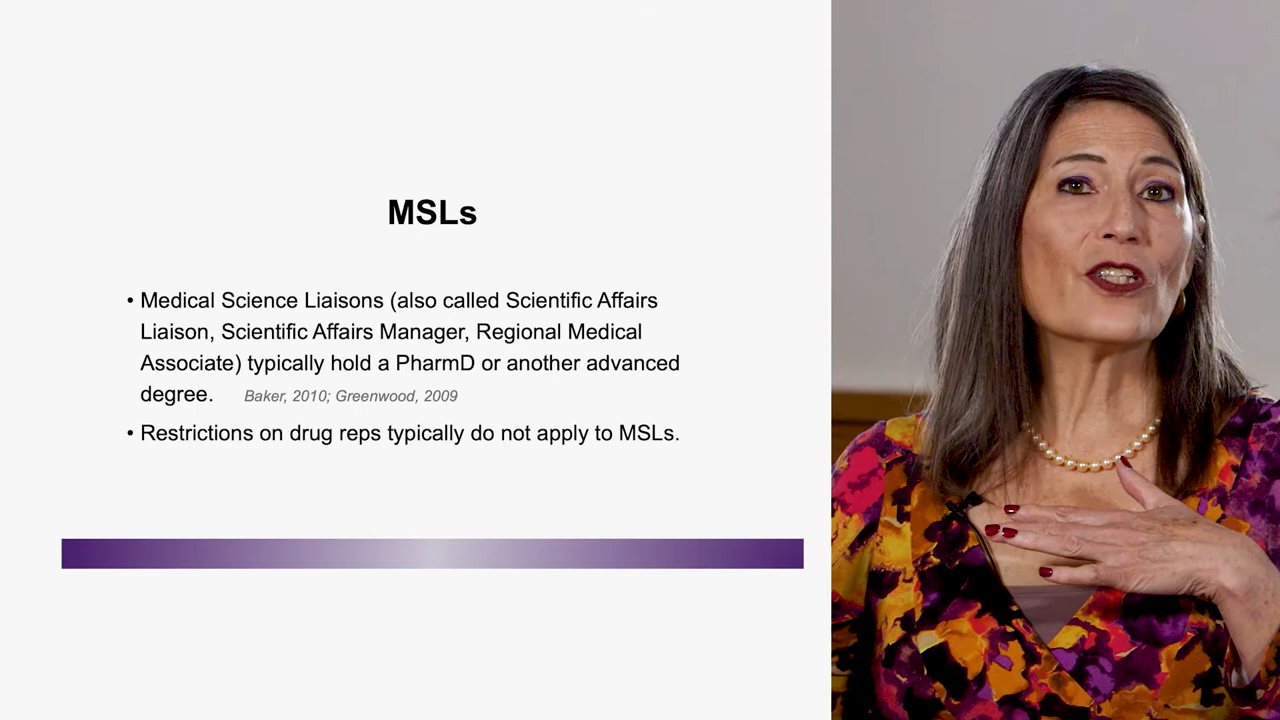 MSLs
• Medical Science Liaisons (also called Scientific Affairs
Liaison, Scientific Affairs Manager, Regional Medical
Associate) typically hold a PharmD or another advanced
degree. Baker, 2010; Greenwood, 2009
• Restrictions on drug reps typically do not apply to MSLs.